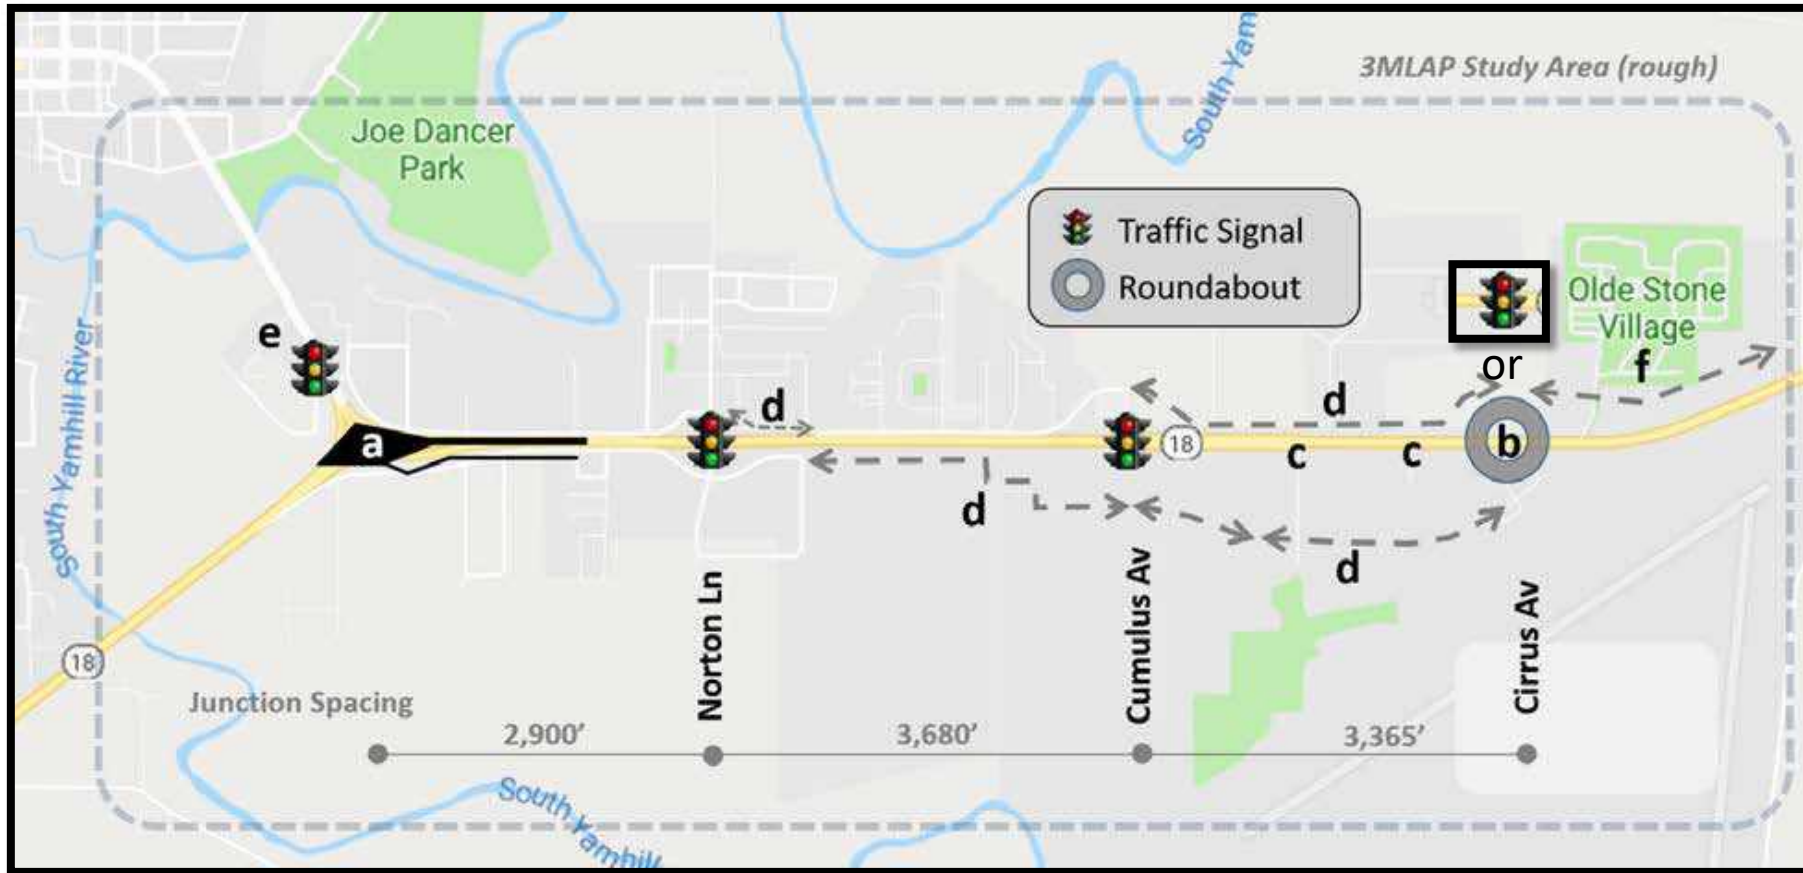 South Yam
3MLAP Study Area (rough)
Joe Dancer
Park
Traffic Signal
Roundabout
Olde Stone
Village
or
e
f
d
d
a
18
c
c
b
d
d
South Yamhill River
18
Norton Ln
Cumulus Av
Cirrus Av
Junction Spacing
2,900’
3,680’
3,365’
South Yamhill